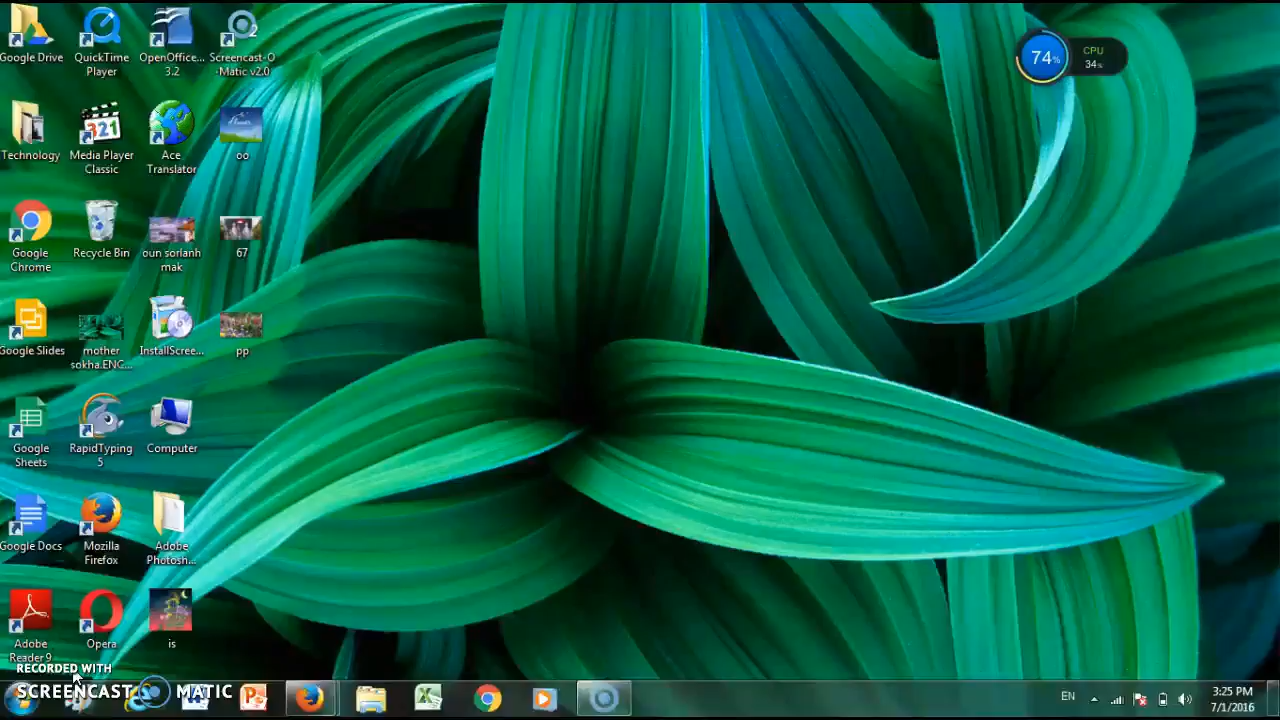 Google Drive
QuickTime
Player
OpenOffice...
3.2
Screencast-O
-Matic v2.0
74%
CPU
34%
Technology
Media Player
Classic
321
Ace
Translator
oo
Google
Chrome
Recycle Bin
oun sorlanh
mak
67
Google Slides
mother
sokha.ENC...
InstallScree...
pp
Google
Sheets
RapidTyping
5
Computer
Google Docs
Mozilla
Firefox
Adobe
Photosh...
Adobe
Reader 9
Opera
is
RECORDED WITH
SCREENCAST MATIC
EN
3:25 PM
7/1/2016